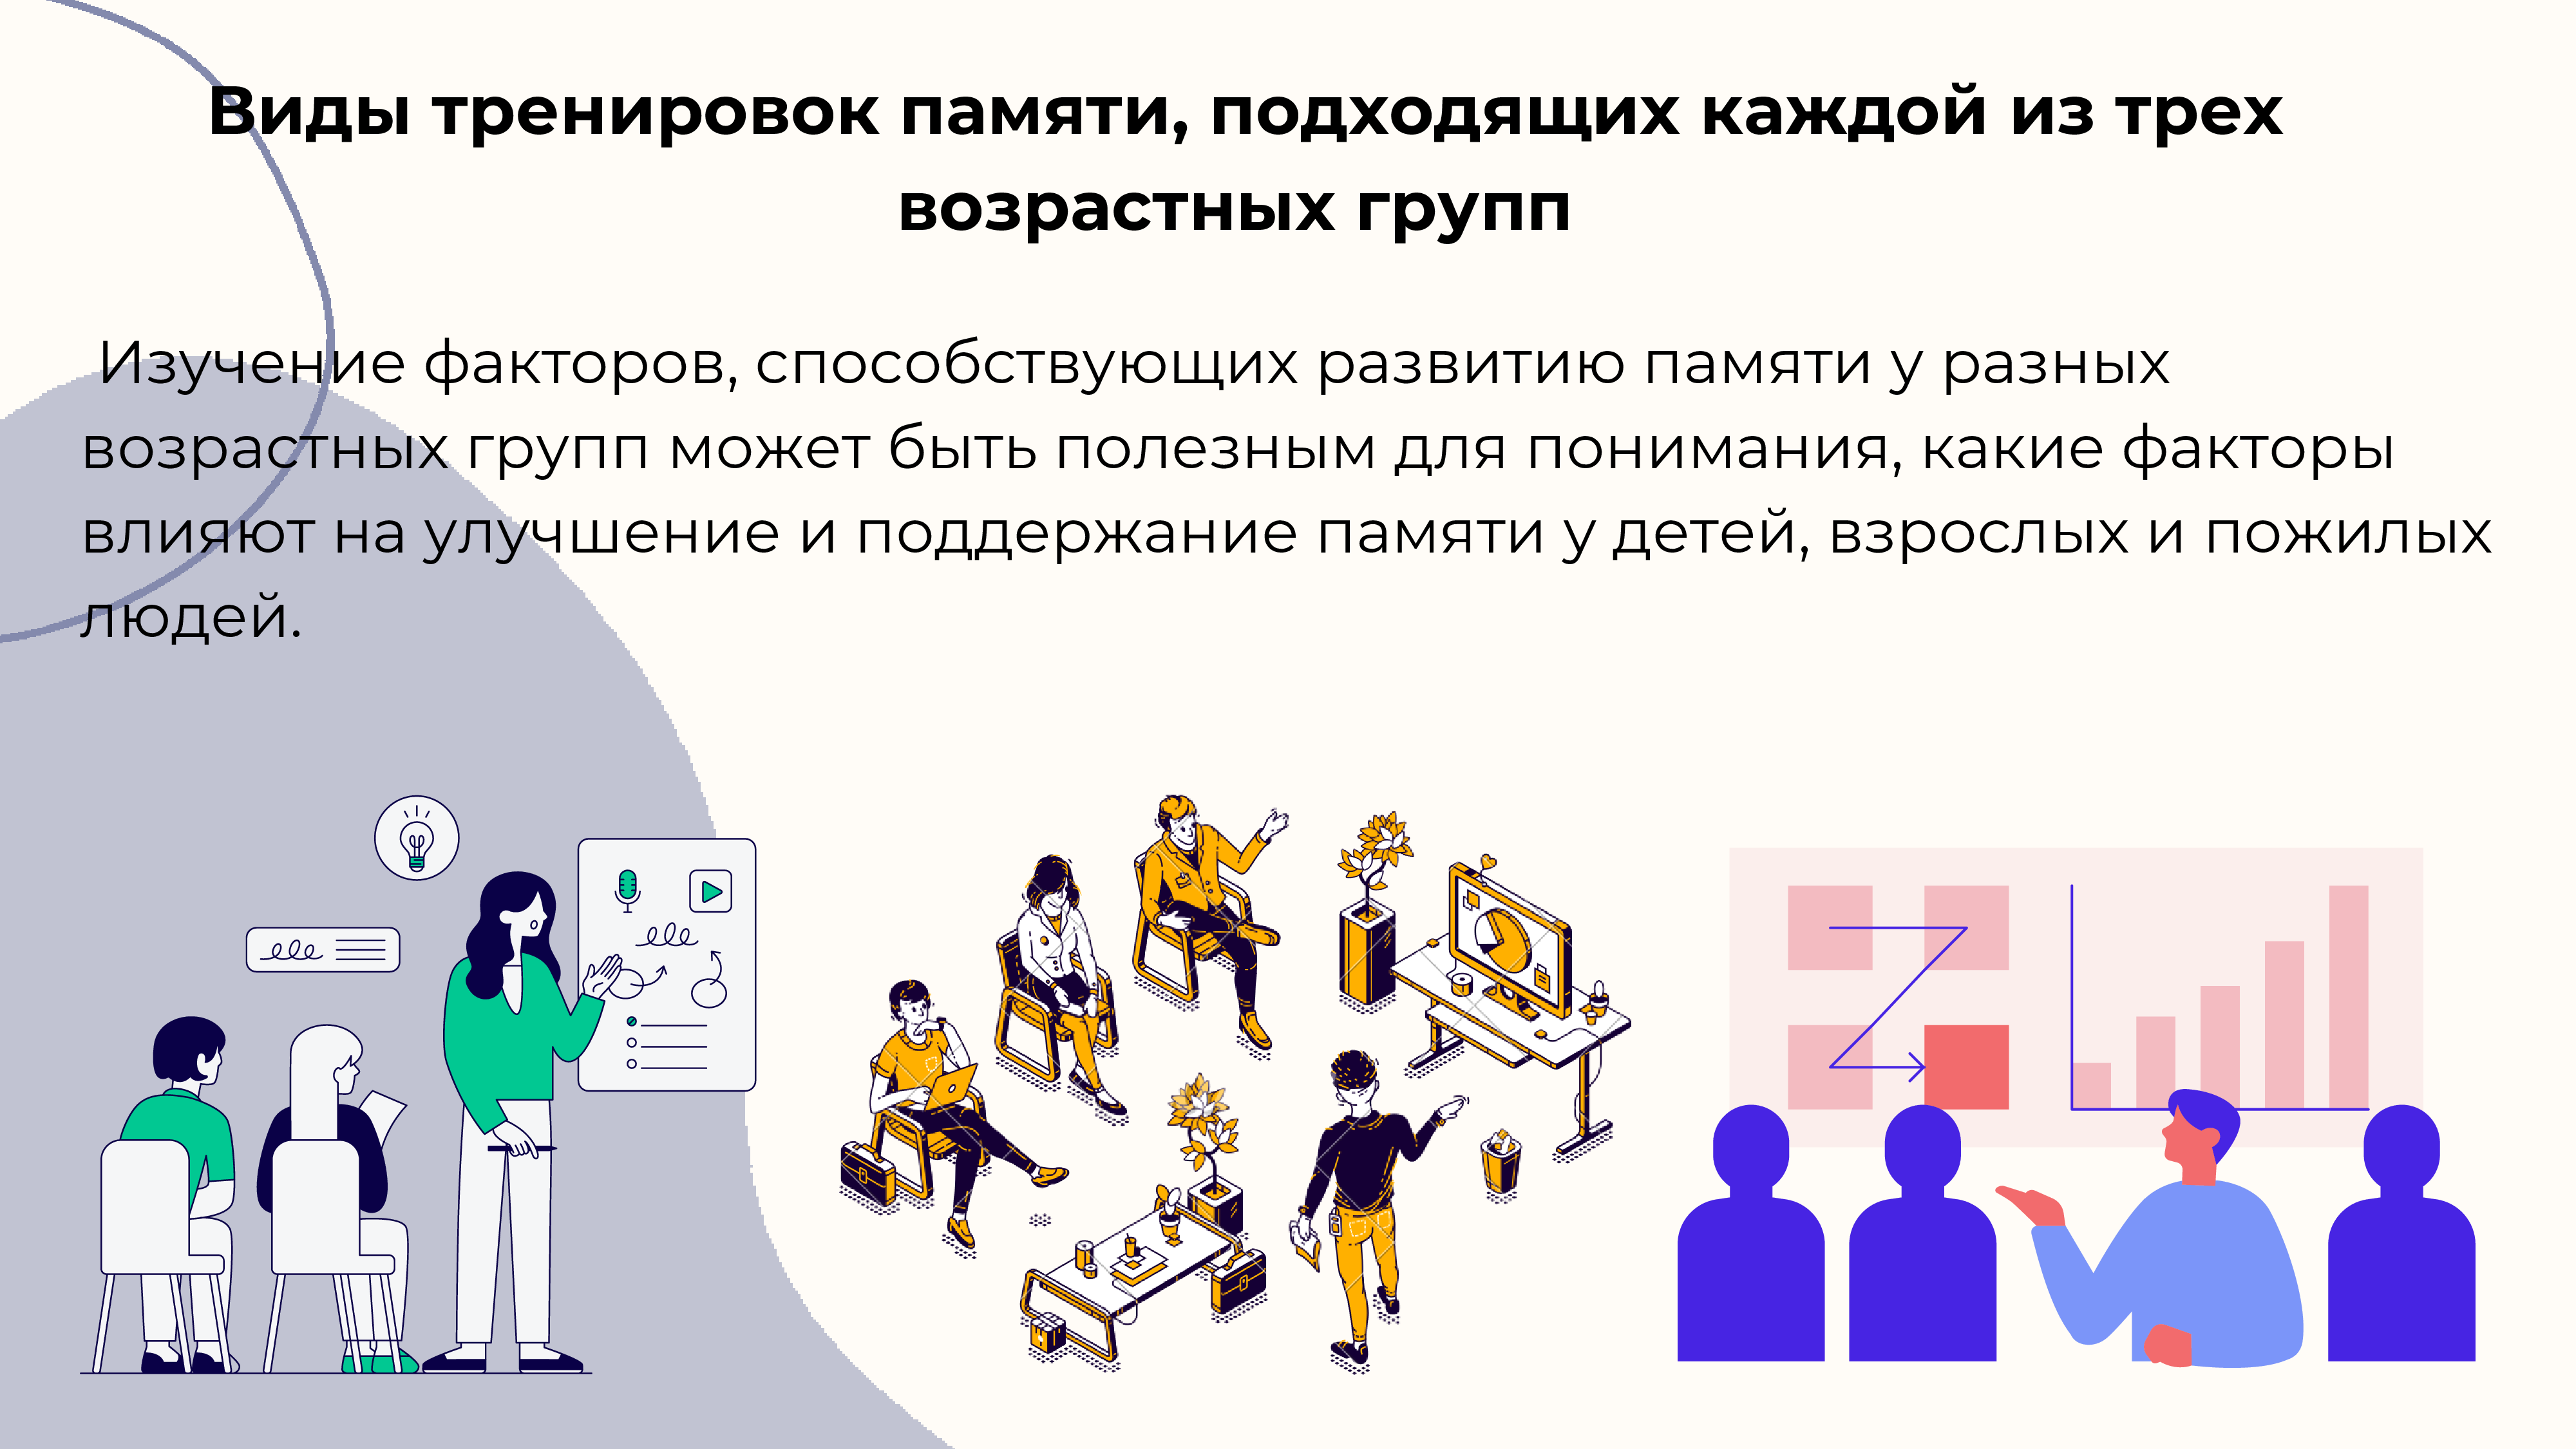 Виды тренировок памяти, подходящих каждой из трех
возрастных групп
Изучение факторов, способствующих развитию памяти у разных
возрастных групп может быть полезным для понимания, какие факторы
влияют на улучшение и поддержание памяти у детей, взрослых и пожилых
людей.